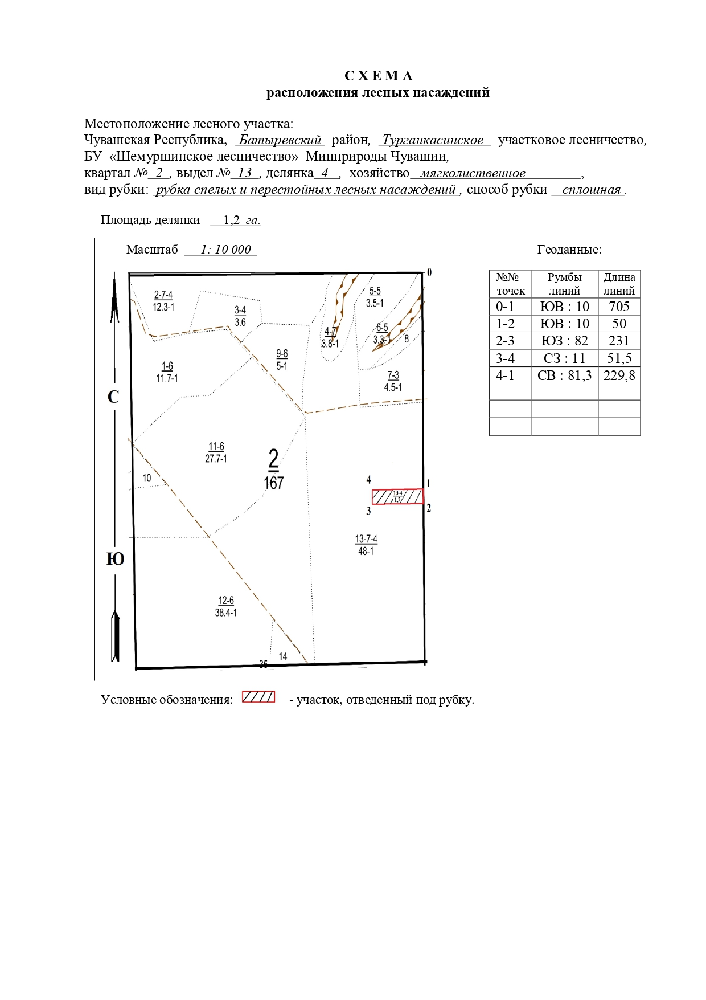 С Х Е М А
расположения лесных насаждений
Местоположение лесного участка:
Чувашская Республика, Батыревский район, Турганкасинское участковое лесничество,
БУ «Шемуршинское лесничество» Минприроды Чувашии,
квартал № 2 , выдел № 13 , делянка 4 , хозяйство мягколиственное ,
вид рубки: рубка спелых и перестойных лесных насаждений , способ рубки сплошная .
Площадь делянки 1,2 га.
Масштаб 1: 10 000
Геоданные:
№№ точек Румбы линий Длина линий
0-1 ЮВ : 10 705
1-2 ЮВ : 10 50
2-3 ЮЗ : 82 231
3-4 СЗ : 11 51,5
4-1 СВ : 81,3 229,8
0
2-7-4
12.3-1
3-4
3.6
5-5
3.5-1
4-7
3.8-1
6-5
3.3-1
8
9-6
5-1
1-6
11.7-1
7-3
4.5-1
С
11-6
27.7-1
2
167
10
4
1
13-4
1,2
3
2
13-7-4
48-1
Ю
12-6
38.4-1
14
35
Условные обозначения: - участок, отведенный под рубку.